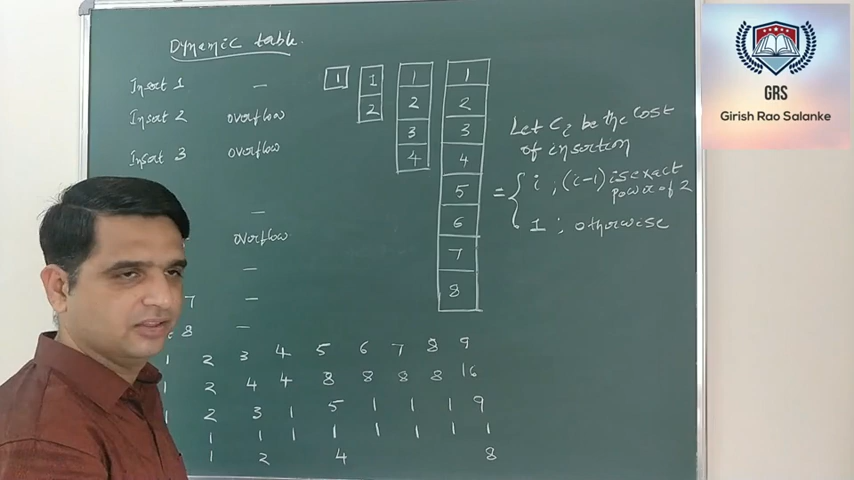 Dynamic table.
Insert 1 —
Insert 2 overflow
Insert 3 overflow
—
overflow
—
7 —
8 —
1
1
2
1
2
3
4
1
2
3
4
5
6
7
8
Let Ci be the cost
of insertion
= { i ; (i-1) is exact
power of 2
1 ; otherwise
1 2 3 4 5 6 7 8 9
1 2 4 4 8 8 8 8 16
1 2 3 1 5 1 1 1 9
1 1 1 1 1 1 1 1
1 2 4 8
GRS
Girish Rao Salanke